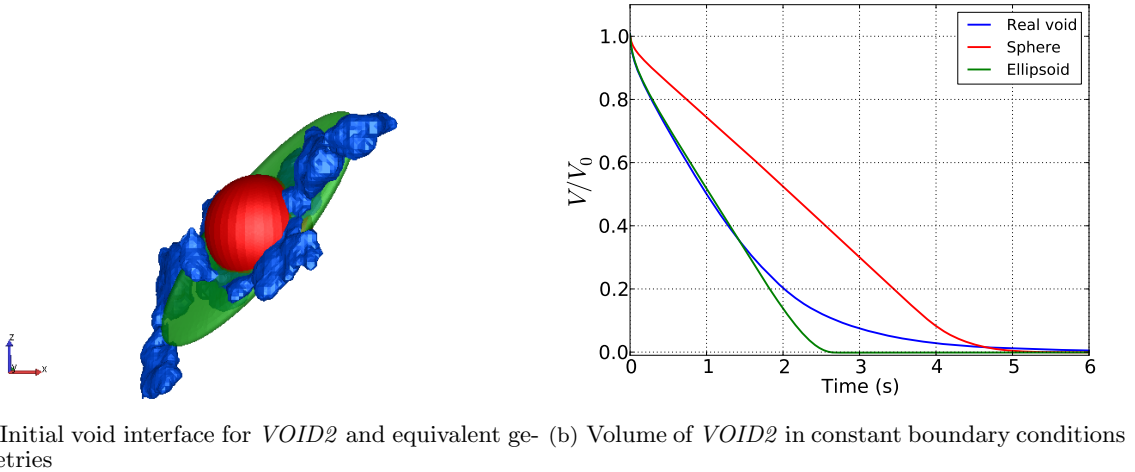 z
y
x
1.0
0.8
0.6
0.4
0.2
0.0
V/V0
0 1 2 3 4 5 6
Time (s)
Real void
Sphere
Ellipsoid
Initial void interface for VOID2 and equivalent ge-
etries
(b) Volume of VOID2 in constant boundary conditions